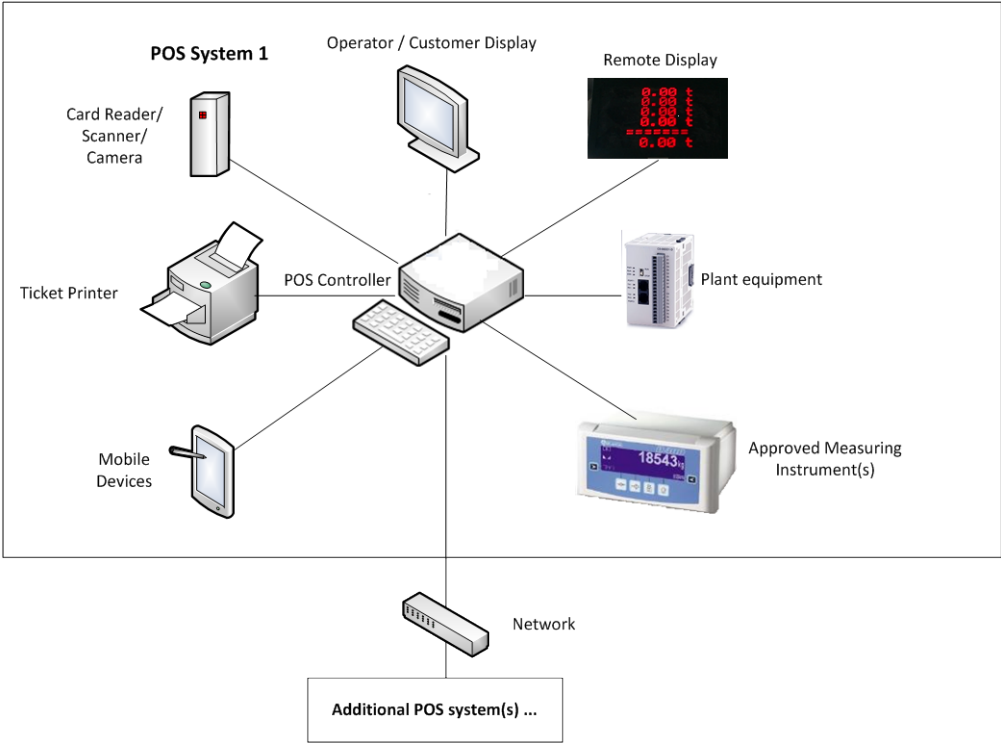 POS System 1
Operator / Customer Display
Remote Display
Card Reader/
Scanner/
Camera
0.00 t
0.00 t
0.00 t
0.00 t
=======
0.00 t
Ticket Printer
POS Controller
Plant equipment
Mobile
Devices
18543kg
Approved Measuring
Instrument(s)
Network
Additional POS system(s) ...